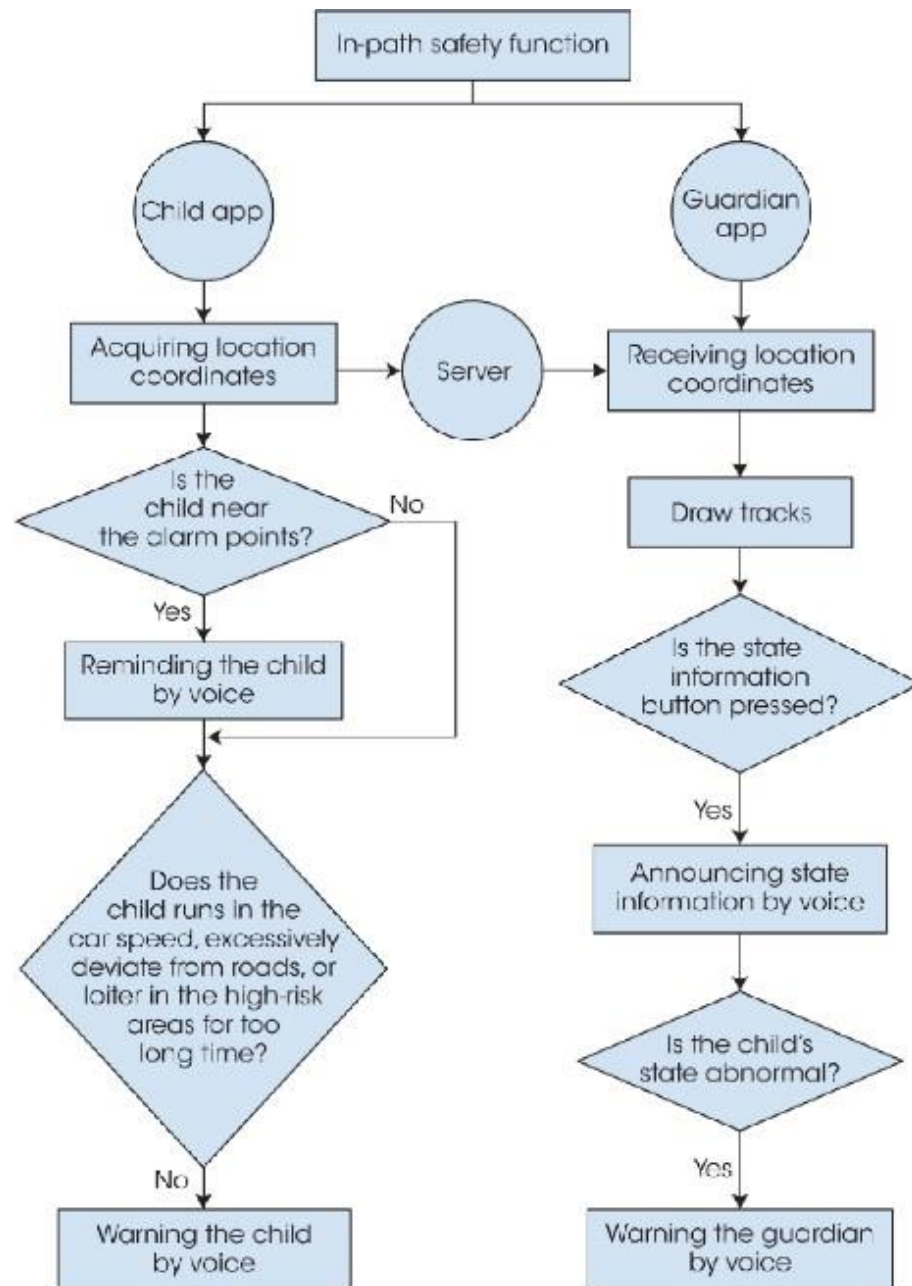 In-path safety function
Child app
Guardian
app
Acquiring location
coordinates
Server
Receiving location
coordinates
Is the
child near
the alarm points?
No
Draw tracks
Yes
Reminding the child
by voice
Is the state
information
button pressed?
Yes
Does the
child runs in the
car speed, excessively
deviate from roads, or
loiter in the high-risk
areas for too
long time?
Announcing state
information by voice
Is the child's
state abnormal?
No
Yes
Warning the child
by voice
Warning the guardian
by voice